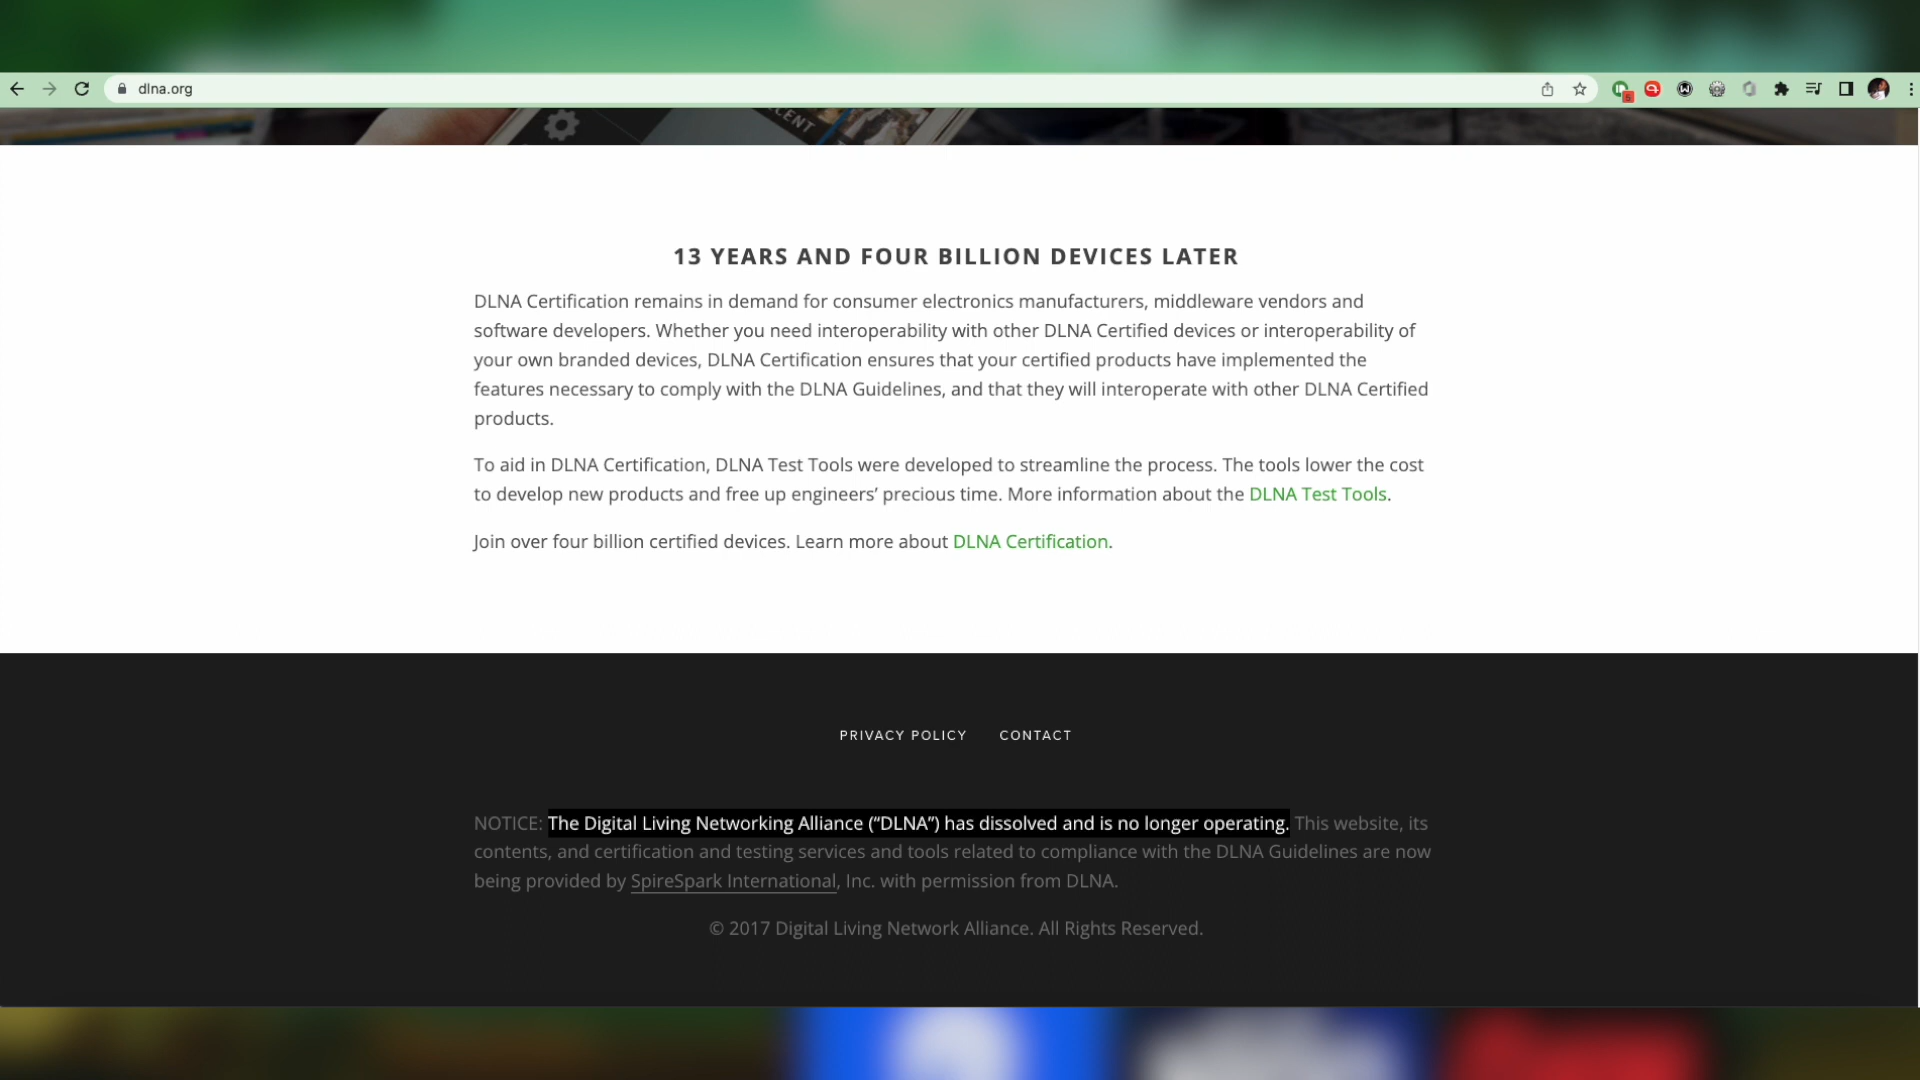 dlna.org
CENT
13 YEARS AND FOUR BILLION DEVICES LATER
DLNA Certification remains in demand for consumer electronics manufacturers, middleware vendors and
software developers. Whether you need interoperability with other DLNA Certified devices or interoperability of
your own branded devices, DLNA Certification ensures that your certified products have implemented the
features necessary to comply with the DLNA Guidelines, and that they will interoperate with other DLNA Certified
products.
To aid in DLNA Certification, DLNA Test Tools were developed to streamline the process. The tools lower the cost
to develop new products and free up engineers’ precious time. More information about the DLNA Test Tools.
Join over four billion certified devices. Learn more about DLNA Certification.
PRIVACY POLICY CONTACT
NOTICE: The Digital Living Networking Alliance (“DLNA”) has dissolved and is no longer operating. This website, its
contents, and certification and testing services and tools related to compliance with the DLNA Guidelines are now
being provided by SpireSpark International, Inc. with permission from DLNA.
© 2017 Digital Living Network Alliance. All Rights Reserved.